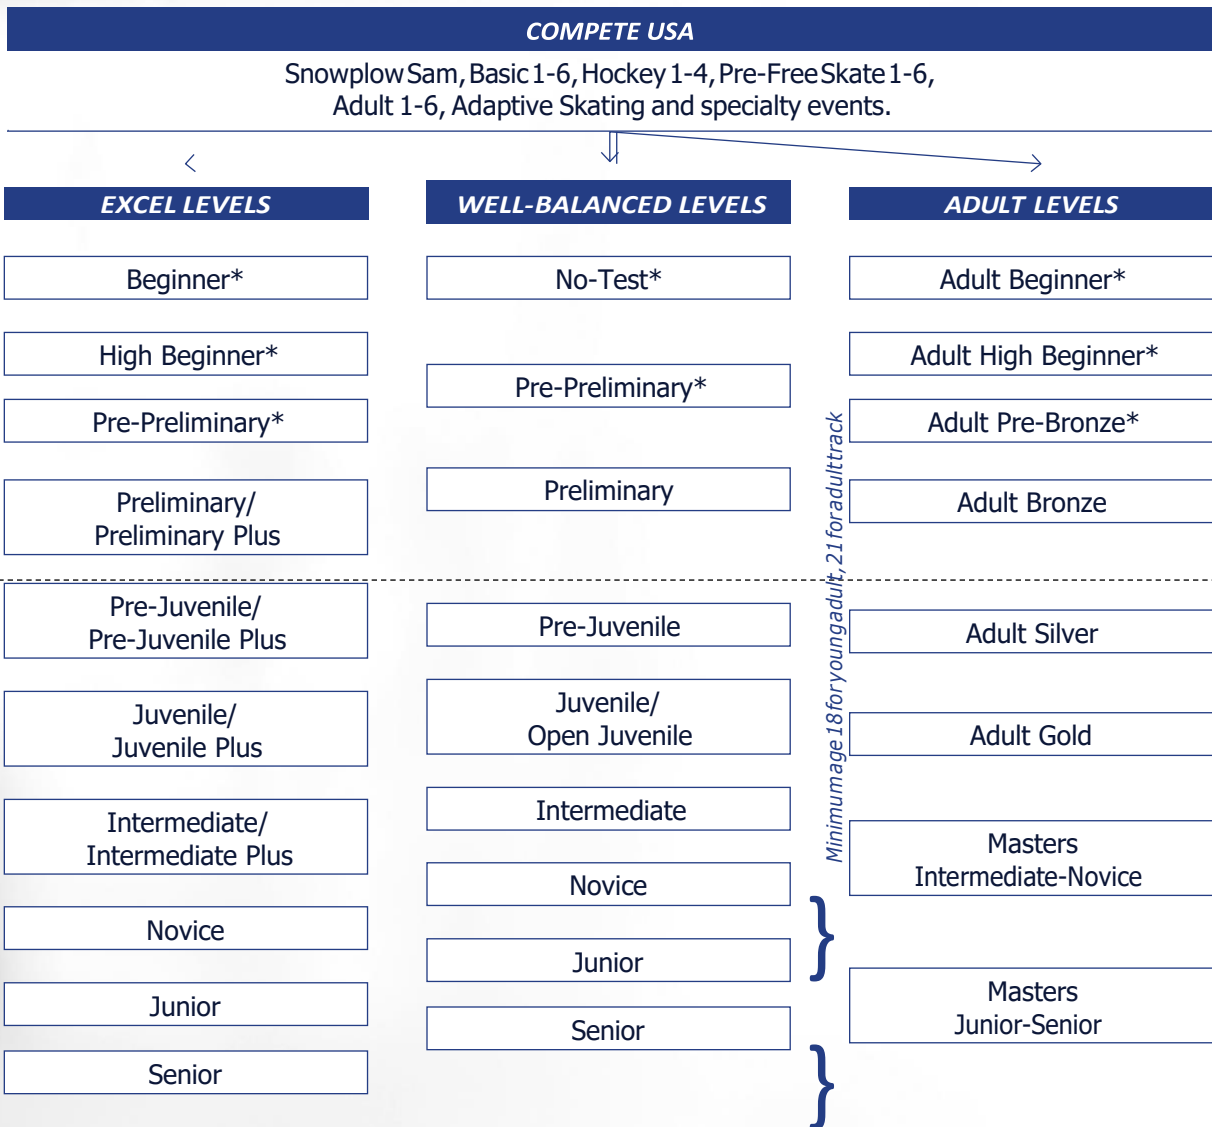 COMPETE USA
Snowplow Sam, Basic 1-6, Hockey 1-4, Pre-Free Skate 1-6,
Adult 1-6, Adaptive Skating and specialty events.
EXCEL LEVELS
Beginner*
High Beginner*
Pre-Preliminary*
Preliminary/
Preliminary Plus
Pre-Juvenile/
Pre-Juvenile Plus
Juvenile/
Juvenile Plus
Intermediate/
Intermediate Plus
Novice
Junior
Senior
WELL-BALANCED LEVELS
No-Test*
Pre-Preliminary*
Preliminary
Pre-Juvenile
Juvenile/
Open Juvenile
Intermediate
Novice
Junior
Senior
Minimum age 18 for young adult, 21 for adult track
ADULT LEVELS
Adult Beginner*
Adult High Beginner*
Adult Pre-Bronze*
Adult Bronze
Adult Silver
Adult Gold
Masters
Intermediate-Novice
Masters
Junior-Senior